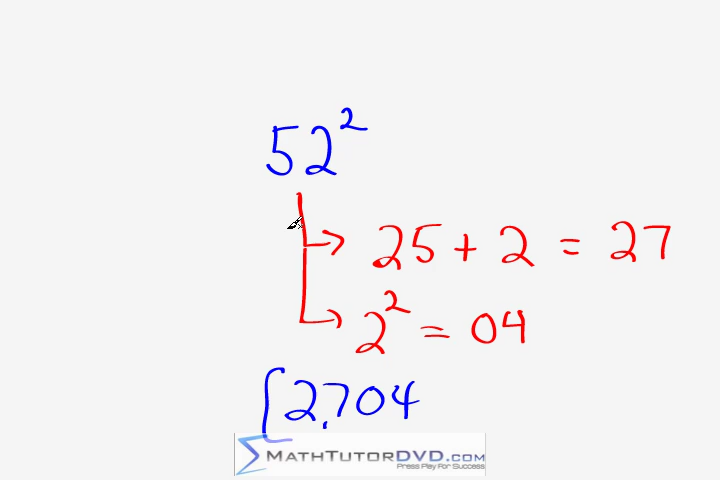 52²
25 + 2 = 27
2² = 04
2,704
MATHTUTORDVD.COM
Press Play For Success